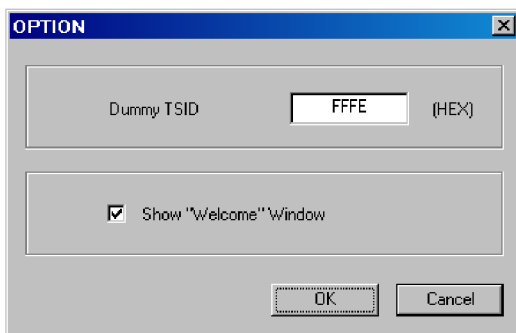 OPTION
Dummy TSID FFFE (HEX)
Show "Welcome" Window
OK Cancel